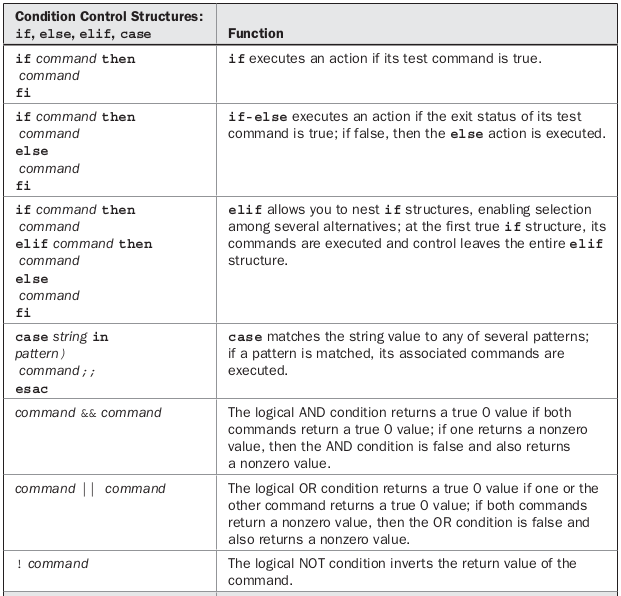 Condition Control Structures:
if, else, elif, case
Function
if command then
command
fi
if executes an action if its test command is true.
if command then
command
else
command
fi
if-else executes an action if the exit status of its test
command is true; if false, then the else action is executed.
if command then
command
elif command then
command
else
command
fi
elif allows you to nest if structures, enabling selection
among several alternatives; at the first true if structure, its
commands are executed and control leaves the entire elif
structure.
case string in
pattern)
command;;
esac
case matches the string value to any of several patterns;
if a pattern is matched, its associated commands are
executed.
command && command
The logical AND condition returns a true 0 value if both
commands return a true 0 value; if one returns a nonzero
value, then the AND condition is false and also returns
a nonzero value.
command || command
The logical OR condition returns a true 0 value if one or the
other command returns a true 0 value; if both commands
return a nonzero value, then the OR condition is false and
also returns a nonzero value.
! command
The logical NOT condition inverts the return value of the
command.